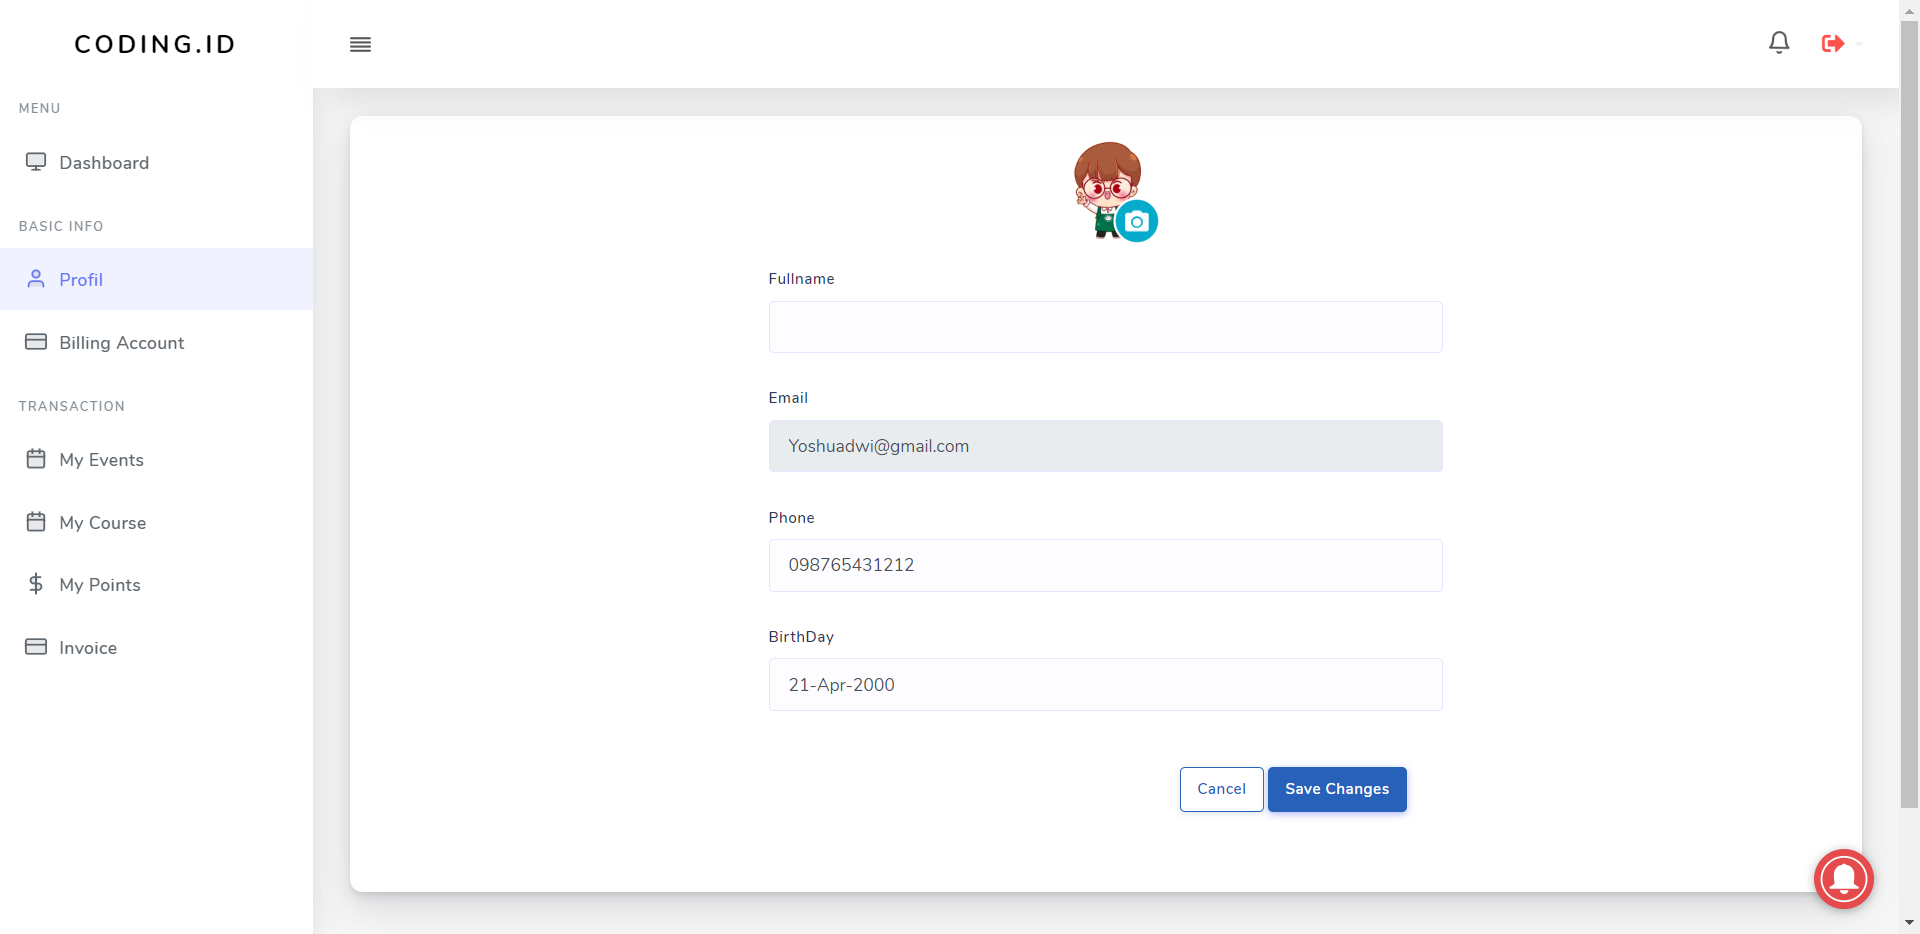 CODING.ID
MENU
Dashboard
BASIC INFO
Profil
Billing Account
TRANSACTION
My Events
My Course
My Points
Invoice
Fullname
Email
Yoshuadwi@gmail.com
Phone
098765431212
BirthDay
21-Apr-2000
Cancel
Save Changes